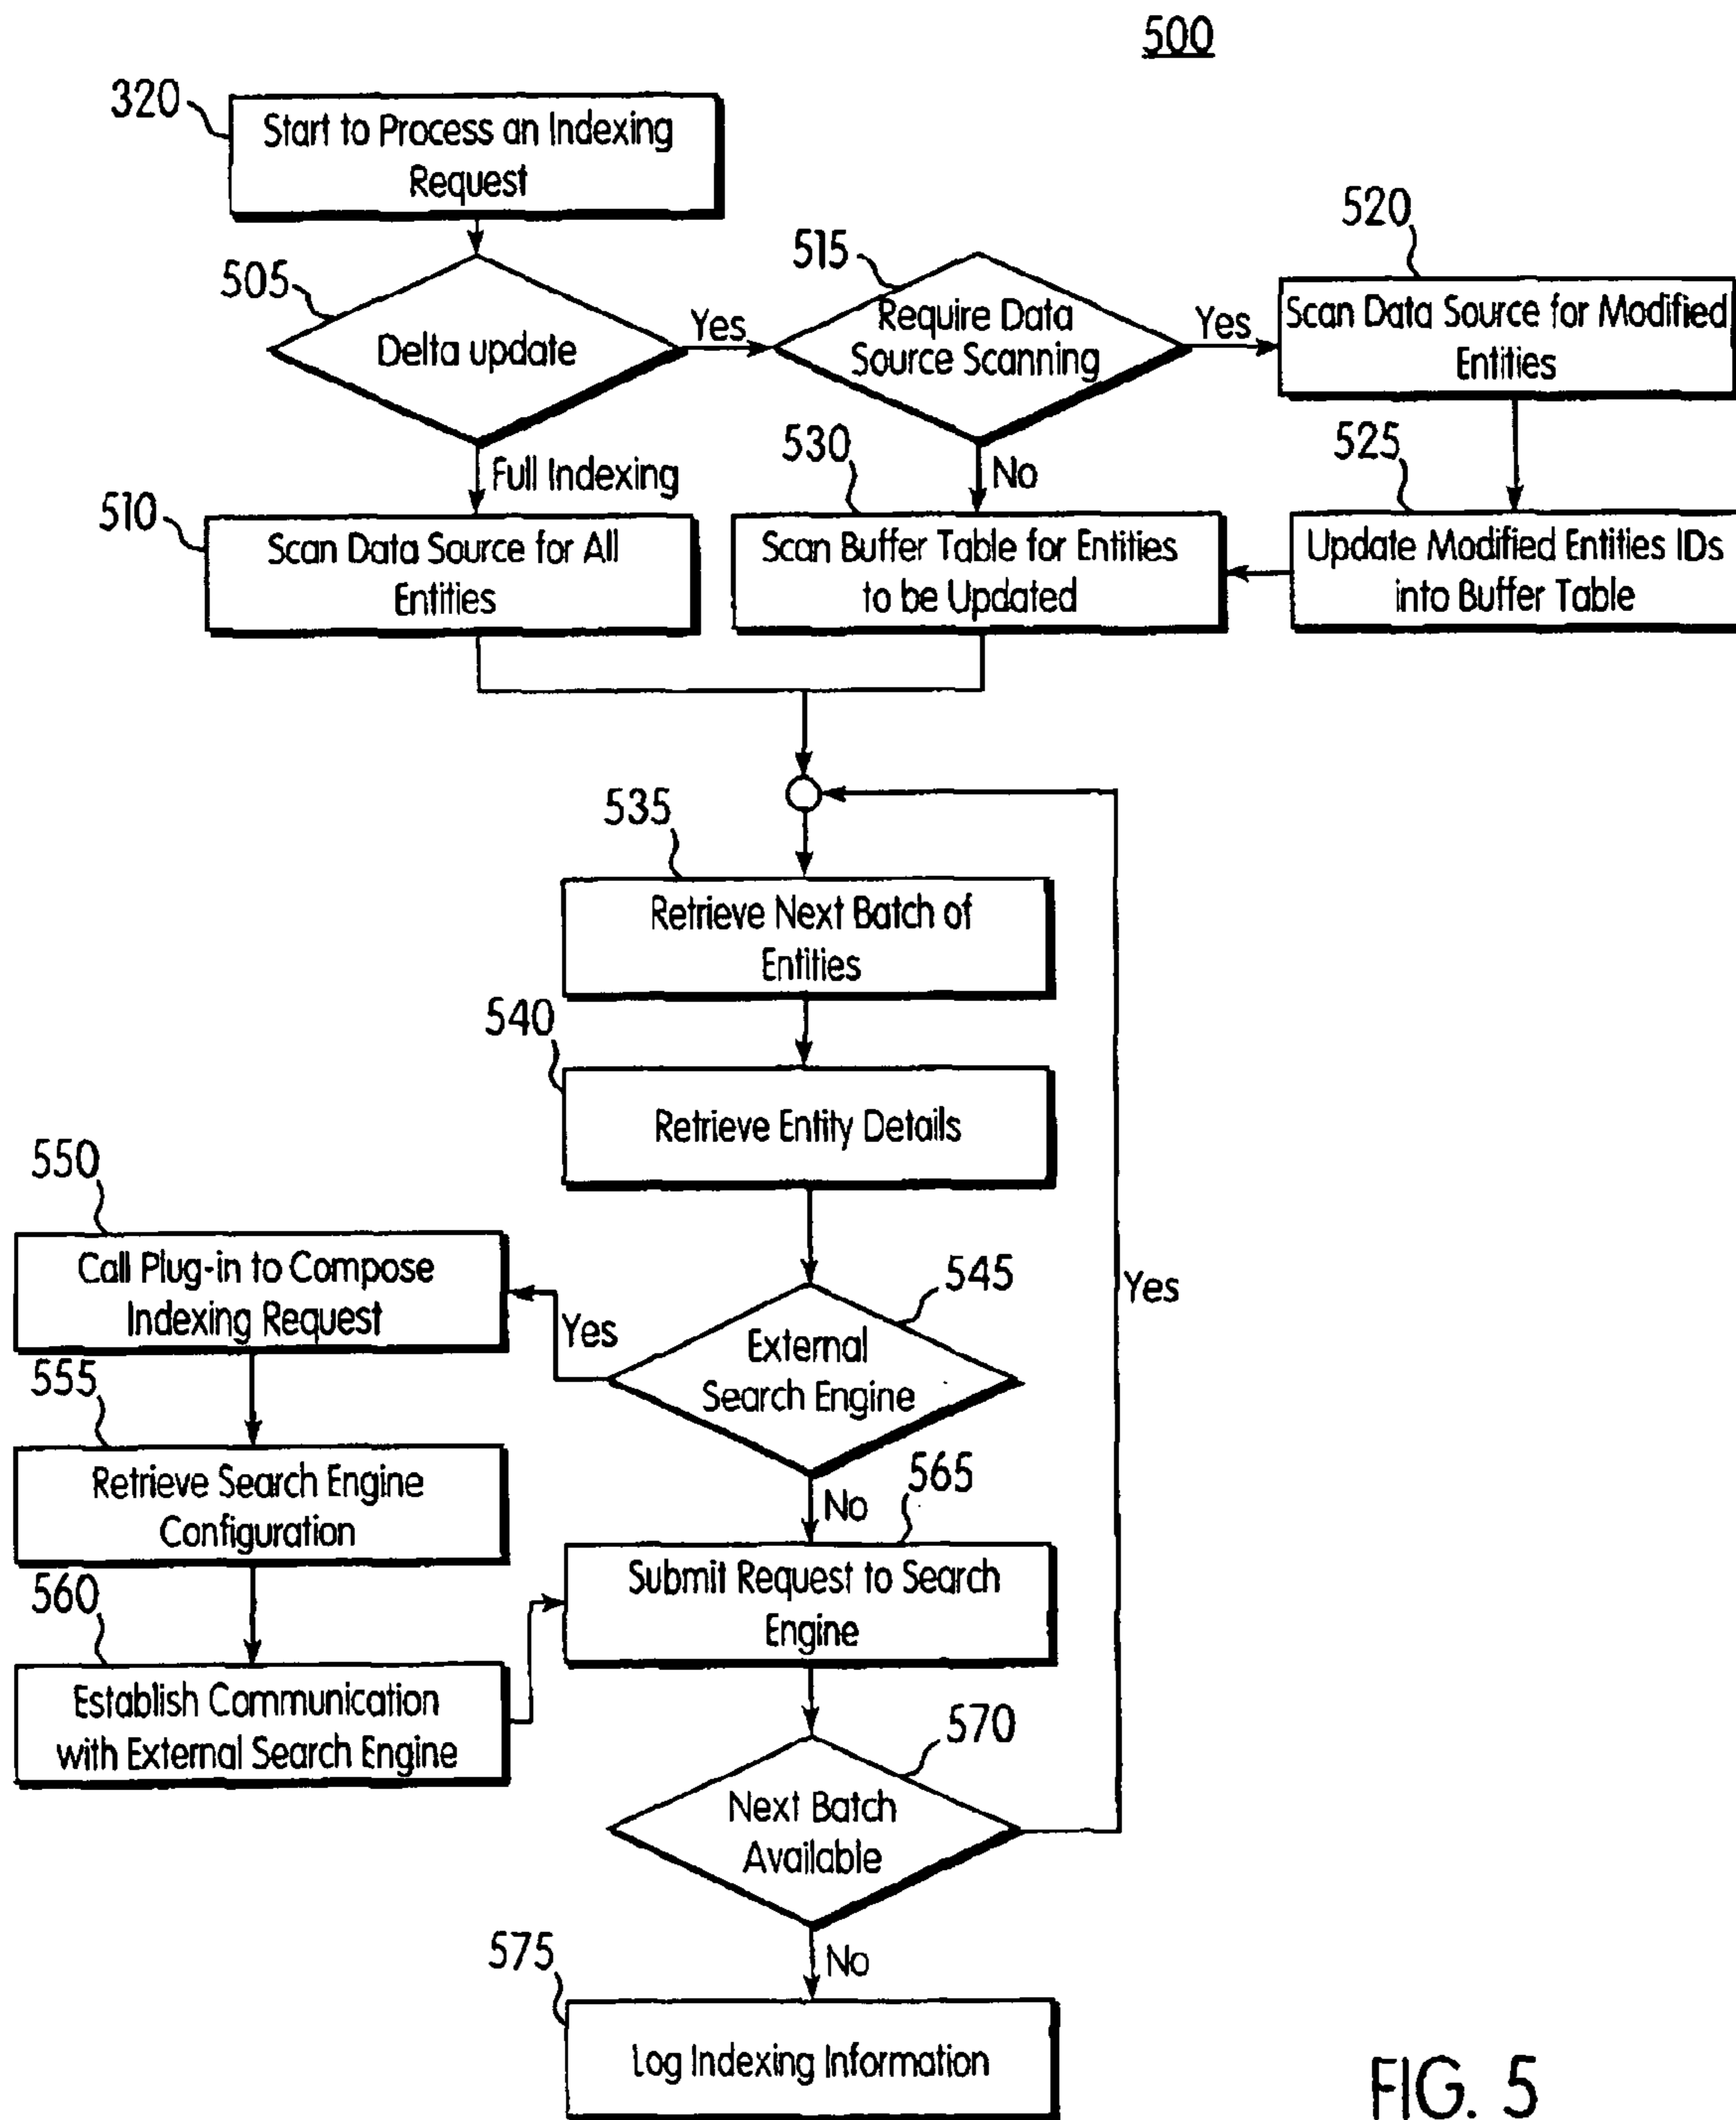 500
320
Start to Process an Indexing
Request
505
Delta update
Yes
515
Require Data
Source Scanning
Yes
520
Scan Data Source for Modified
Entities
Full Indexing
510
Scan Data Source for All
Entities
No
530
Scan Buffer Table for Entities
to be Updated
525
Update Modified Entities IDs
into Buffer Table
535
Retrieve Next Batch of
Entities
540
Retrieve Entity Details
545
External
Search Engine
Yes
550
Call Plug-in to Compose
Indexing Request
555
Retrieve Search Engine
Configuration
560
Establish Communication
with External Search Engine
No
565
Submit Request to Search
Engine
570
Next Batch
Available
Yes
No
575
Log Indexing Information
FIG. 5